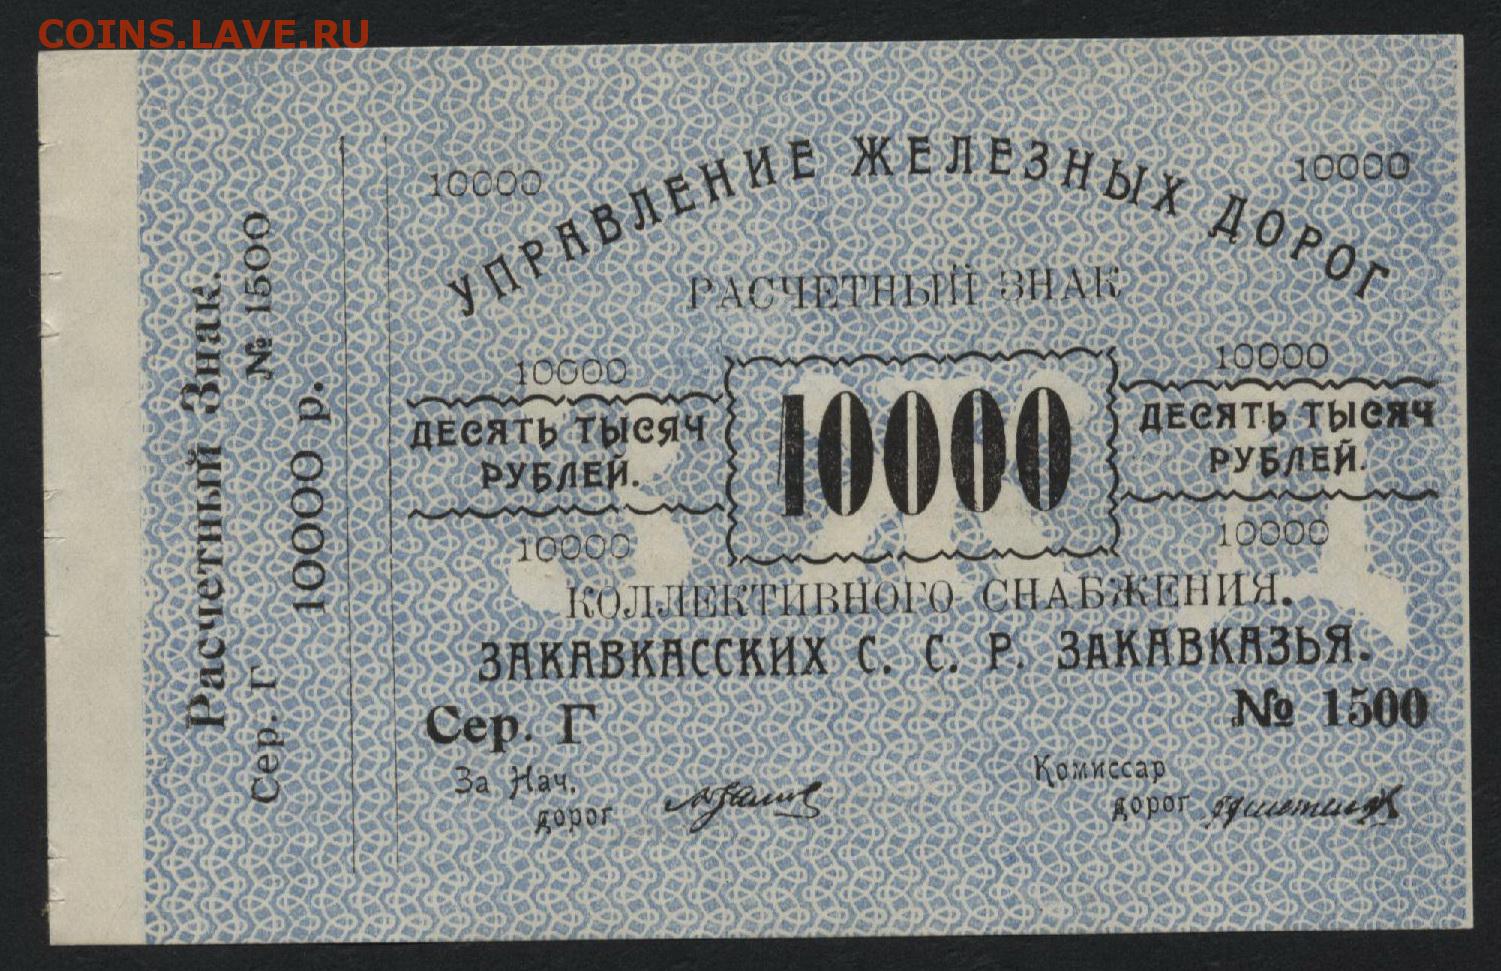 COINS.LAVE.RU
Расчетный Знак.
Сер. Г № 1500
10000 р.
10000
10000
УПРАВЛЕНИЕ ЖЕЛЕЗНЫХ ДОРОГ
РАСЧЕТНЫЙ ЗНАК
10000
ДЕСЯТЬ ТЫСЯЧ
РУБЛЕЙ.
10000
10000
10000
ДЕСЯТЬ ТЫСЯЧ
РУБЛЕЙ.
10000
З Ж Д
КОЛЛЕКТИВНОГО СНАБЖЕНИЯ.
ЗАКАВКАССКИХ С. С. Р. ЗАКАВКАЗЬЯ.
Сер. Г
№ 1500
За Нач.
дорог
Комиссар
дорог